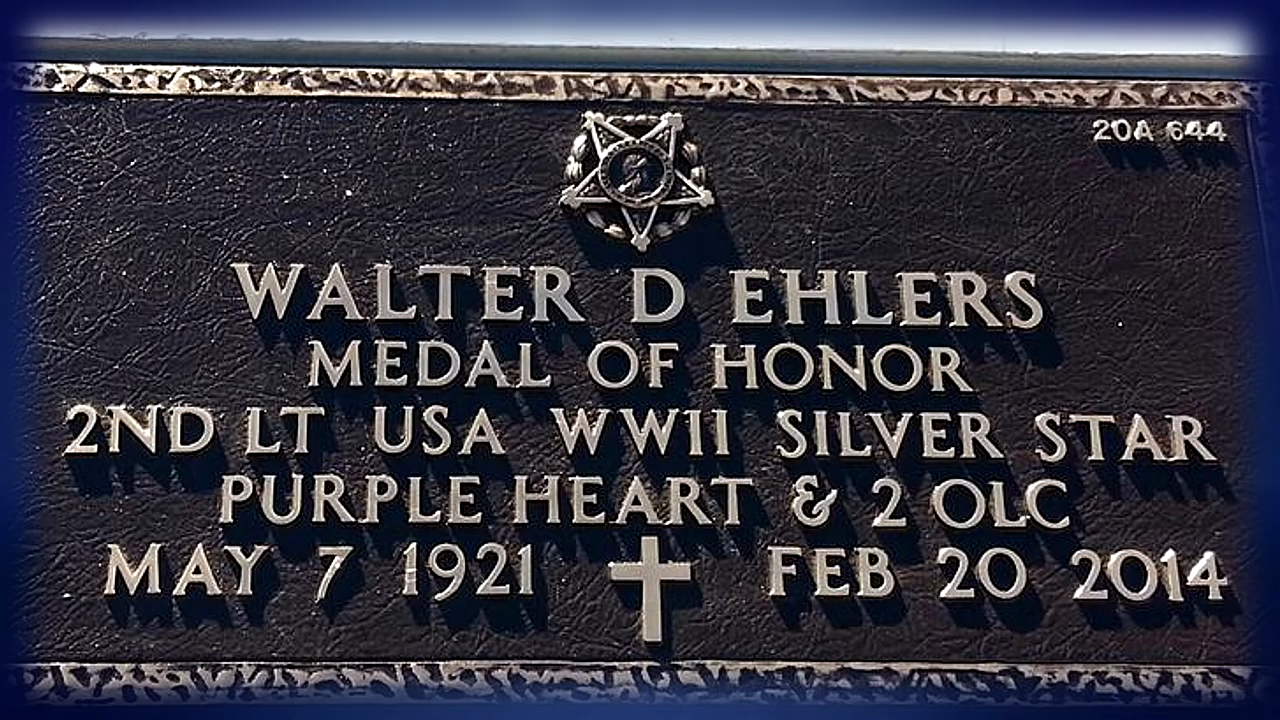 20A 644
WALTER D EHLERS
MEDAL OF HONOR
2ND LT USA WWII SILVER STAR
PURPLE HEART & 2 OLC
MAY 7 1921 FEB 20 2014